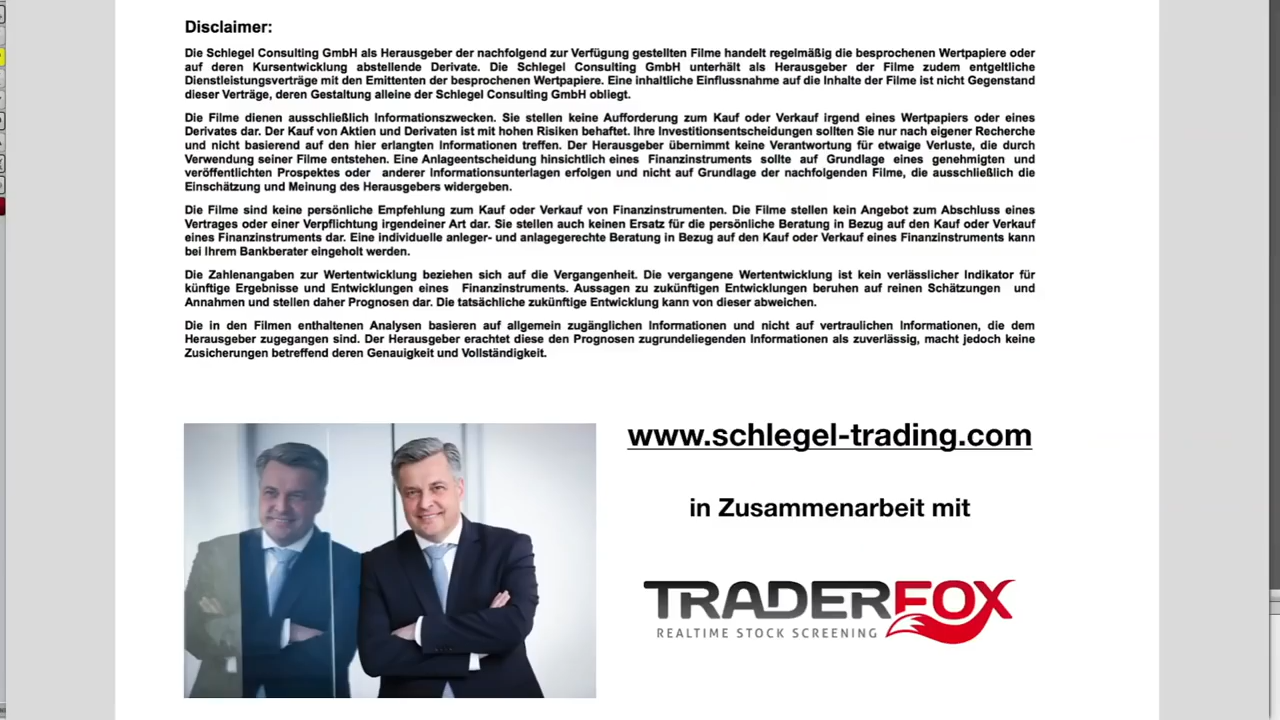 Disclaimer:
Die Schlegel Consulting GmbH als Herausgeber der nachfolgend zur Verfügung gestellten Filme handelt regelmäßig die besprochenen Wertpapiere oder
auf deren Kursentwicklung abstellende Derivate. Die Schlegel Consulting GmbH unterhält als Herausgeber der Filme zudem entgeltliche
Dienstleistungsverträge mit den Emittenten der besprochenen Wertpapiere. Eine inhaltliche Einflussnahme auf die Inhalte der Filme ist nicht Gegenstand
dieser Verträge, deren Gestaltung alleine der Schlegel Consulting GmbH obliegt.
Die Filme dienen ausschließlich Informationszwecken. Sie stellen keine Aufforderung zum Kauf oder Verkauf irgend eines Wertpapiers oder eines
Derivates dar. Der Kauf von Aktien und Derivaten ist mit hohen Risiken behaftet. Ihre Investitionsentscheidungen sollten Sie nur nach eigener Recherche
und nicht basierend auf den hier erlangten Informationen treffen. Der Herausgeber übernimmt keine Verantwortung für etwaige Verluste, die durch
Verwendung seiner Filme entstehen. Eine Anlageentscheidung hinsichtlich eines Finanzinstruments sollte auf Grundlage eines genehmigten und
veröffentlichten Prospektes oder anderer Informationsunterlagen erfolgen und nicht auf Grundlage der nachfolgenden Filme, die ausschließlich die
Einschätzung und Meinung des Herausgebers widergeben.
Die Filme sind keine persönliche Empfehlung zum Kauf oder Verkauf von Finanzinstrumenten. Die Filme stellen kein Angebot zum Abschluss eines
Vertrages oder einer Verpflichtung irgendeiner Art dar. Sie stellen auch keinen Ersatz für die persönliche Beratung in Bezug auf den Kauf oder Verkauf
eines Finanzinstruments dar. Eine individuelle anleger- und anlagegerechte Beratung in Bezug auf den Kauf oder Verkauf eines Finanzinstruments kann
bei Ihrem Bankberater eingeholt werden.
Die Zahlenangaben zur Wertentwicklung beziehen sich auf die Vergangenheit. Die vergangene Wertentwicklung ist kein verlässlicher Indikator für
künftige Ergebnisse und Entwicklungen eines Finanzinstruments. Aussagen zu zukünftigen Entwicklungen beruhen auf reinen Schätzungen und
Annahmen und stellen daher Prognosen dar. Die tatsächliche zukünftige Entwicklung kann von dieser abweichen.
Die in den Filmen enthaltenen Analysen basieren auf allgemein zugänglichen Informationen und nicht auf vertraulichen Informationen, die dem
Herausgeber zugegangen sind. Der Herausgeber erachtet diese den Prognosen zugrundeliegenden Informationen als zuverlässig, macht jedoch keine
Zusicherungen betreffend deren Genauigkeit und Vollständigkeit.
www.schlegel-trading.com
in Zusammenarbeit mit
TRADERFOX
REALTIME STOCK SCREENING